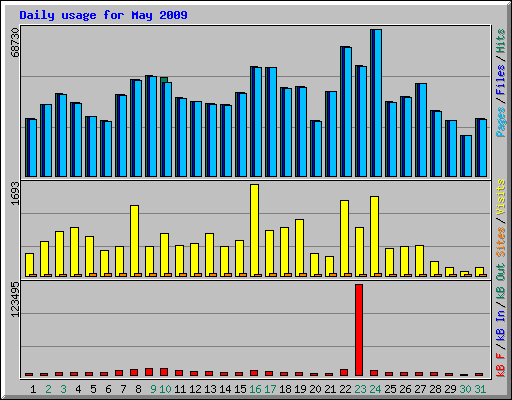 Daily usage for May 2009
68730
Pages / Files / Hits
1693
Sites / Visits
123495
kB F / kB In / kB Out
1 2 3 4 5 6 7 8 9 10 11 12 13 14 15 16 17 18 19 20 21 22 23 24 25 26 27 28 29 30 31